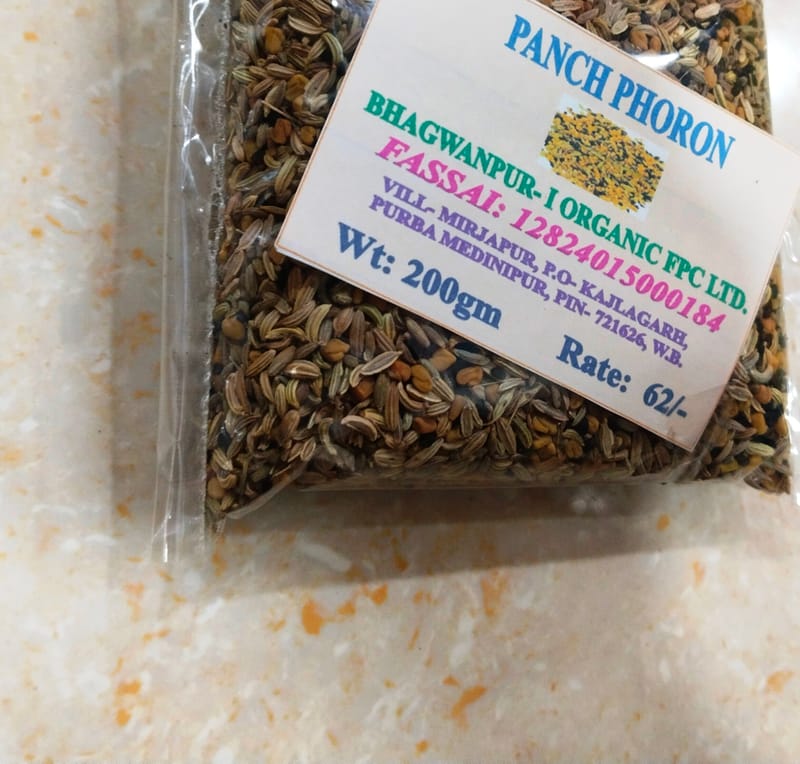 PANCH PHORON
BHAGWANPUR- I ORGANIC FPC LTD.
FASSAI: 12824015000184
VILL- MIRJAPUR, P.O- KAJLAGARH,
PURBA MEDINIPUR, PIN- 721626, W.B.
Wt: 200gm
Rate: 62/-